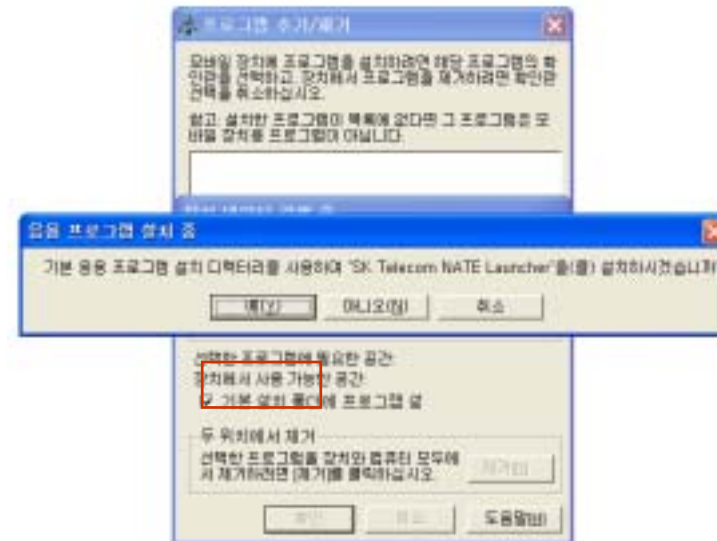 프로그램 추가/제거
모바일 장치에 프로그램을 설치하려면 해당 프로그램의 확
인란을 선택하고, 장치에서 프로그램을 제거하려면 확인란
선택을 취소하십시오.
참고: 설치한 프로그램이 목록에 없다면 그 프로그램은 모
바일 장치용 프로그램이 아닙니다.
응용 프로그램 설치 중
기본 응용 프로그램 설치 디렉터리를 사용하여 'SK Telecom NATE Launcher'을(를) 설치하시겠습니까
예(Y) 아니오(N) 취소
선택한 프로그램에 필요한 공간:
장치에서 사용 가능한 공간:
기본 설치 폴더에 프로그램 설
두 위치에서 제거
선택한 프로그램을 장치와 컴퓨터 모두에
서 제거하려면 [제거]를 클릭하십시오.
확인 취소 도움말(H)